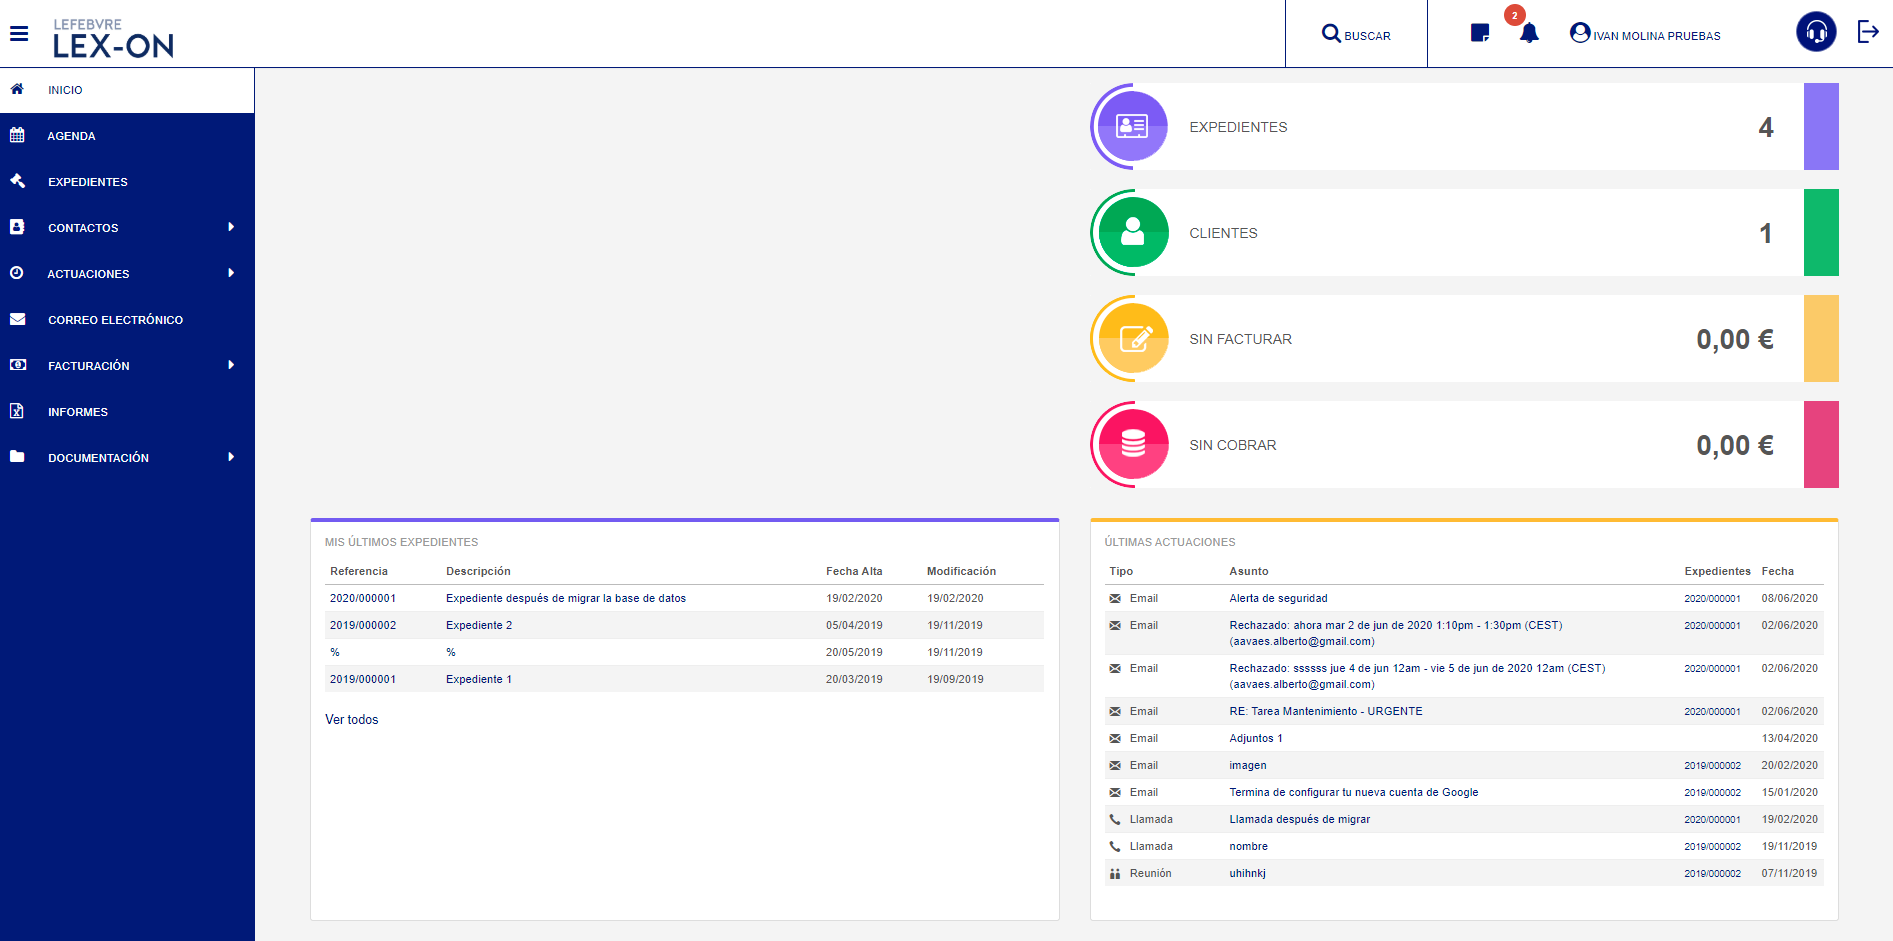 LEFEBVRE
LEX-ON
BUSCAR
2
IVAN MOLINA PRUEBAS
INICIO
AGENDA
EXPEDIENTES
CONTACTOS
ACTUACIONES
CORREO ELECTRÓNICO
FACTURACIÓN
INFORMES
DOCUMENTACIÓN
EXPEDIENTES 4
CLIENTES 1
SIN FACTURAR 0,00 €
SIN COBRAR 0,00 €
MIS ÚLTIMOS EXPEDIENTES
Referencia Descripción Fecha Alta Modificación
2020/000001 Expediente después de migrar la base de datos 19/02/2020 19/02/2020
2019/000002 Expediente 2 05/04/2019 19/11/2019
% % 20/05/2019 19/11/2019
2019/000001 Expediente 1 20/03/2019 19/09/2019
Ver todos
ÚLTIMAS ACTUACIONES
Tipo Asunto Expedientes Fecha
Email Alerta de seguridad 2020/000001 08/06/2020
Email Rechazado: ahora mar 2 de jun de 2020 1:10pm - 1:30pm (CEST) 2020/000001 02/06/2020
(aavaes.alberto@gmail.com)
Email Rechazado: ssssss jue 4 de jun 12am - vie 5 de jun de 2020 12am (CEST) 2020/000001 02/06/2020
(aavaes.alberto@gmail.com)
Email RE: Tarea Mantenimiento - URGENTE 2020/000001 02/06/2020
Email Adjuntos 1 13/04/2020
Email imagen 2019/000002 20/02/2020
Email Termina de configurar tu nueva cuenta de Google 2019/000002 15/01/2020
Llamada Llamada después de migrar 2020/000001 19/02/2020
Llamada nombre 2019/000002 19/11/2019
Reunión uhihnkj 2019/000002 07/11/2019